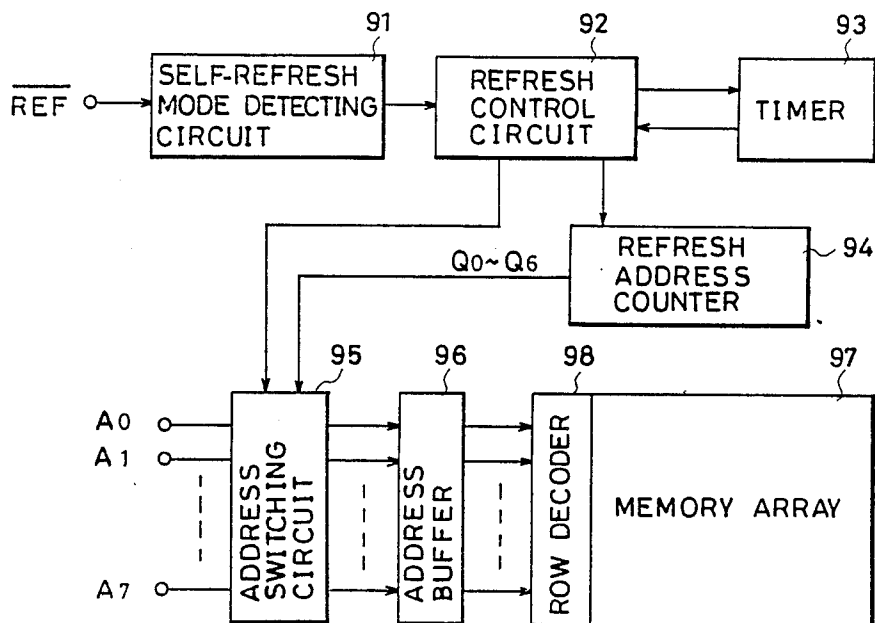 91
92
93
REF
SELF-REFRESH
MODE DETECTING
CIRCUIT
REFRESH
CONTROL
CIRCUIT
TIMER
94
REFRESH
ADDRESS
COUNTER
Q0~Q6
95
96
98
97
A0
A1
A7
ADDRESS
SWITCHING
CIRCUIT
ADDRESS
BUFFER
ROW DECODER
MEMORY ARRAY